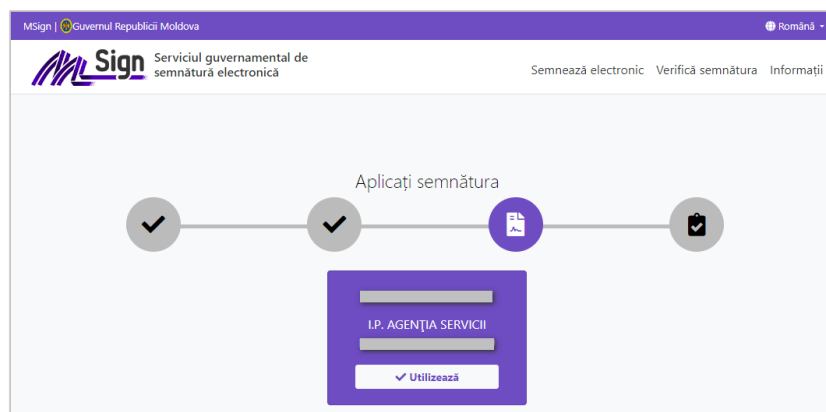 MSign | Guvernul Republicii Moldova
Română
Sign
Serviciul guvernamental de
semnătură electronică
Semnează electronic Verifică semnătura Informații
Aplicați semnătura
I.P. AGENŢIA SERVICII
Utilizează